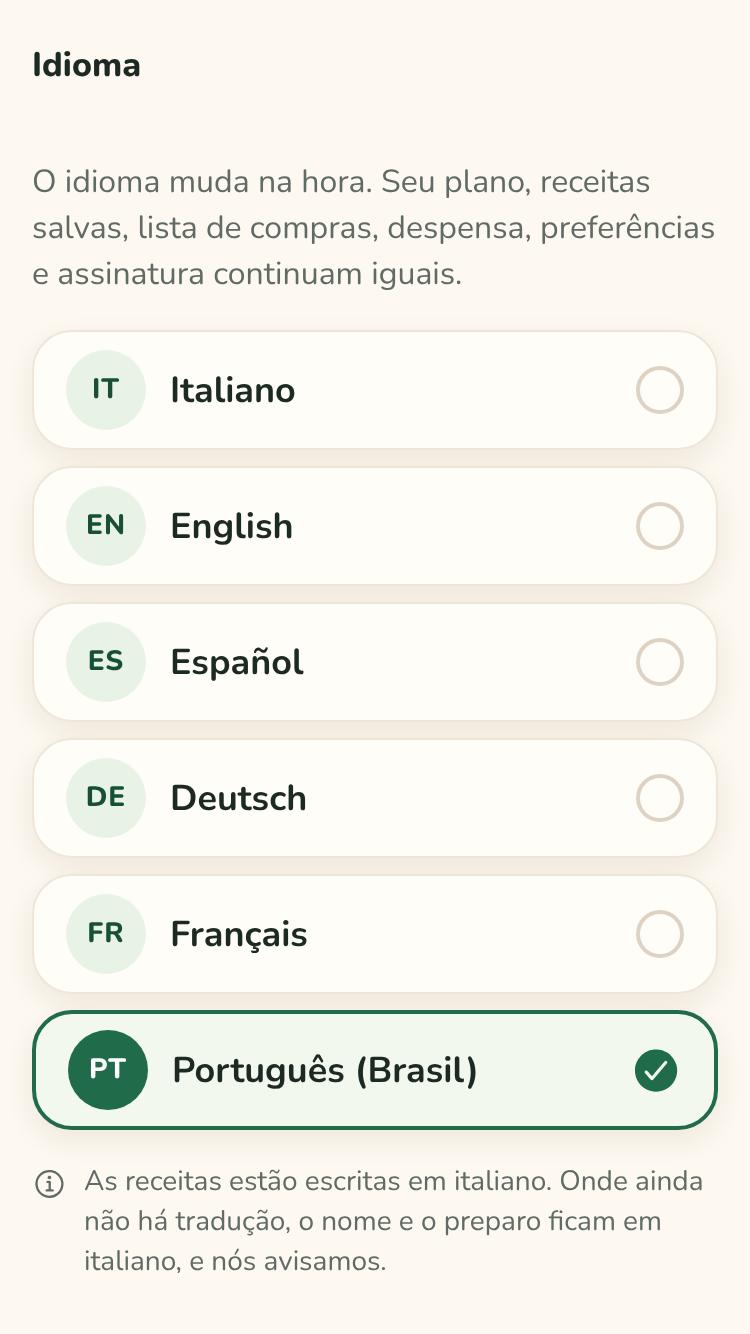 Idioma
O idioma muda na hora. Seu plano, receitas
salvas, lista de compras, despensa, preferências
e assinatura continuam iguais.
IT Italiano
EN English
ES Español
DE Deutsch
FR Français
PT Português (Brasil)
As receitas estão escritas em italiano. Onde ainda
não há tradução, o nome e o preparo ficam em
italiano, e nós avisamos.